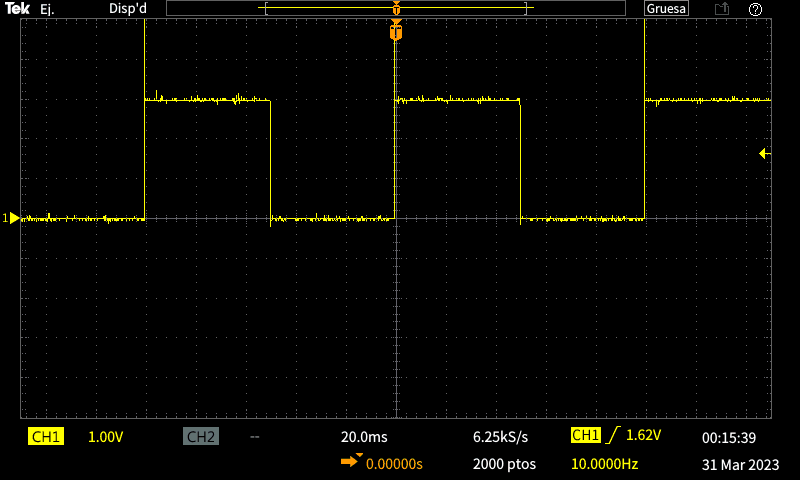 Tek Ej. Disp'd T Gruesa ?
T
1
CH1 1.00V CH2 -- 20.0ms 6.25kS/s CH1 1.62V 00:15:39
0.00000s 2000 ptos 10.0000Hz 31 Mar 2023